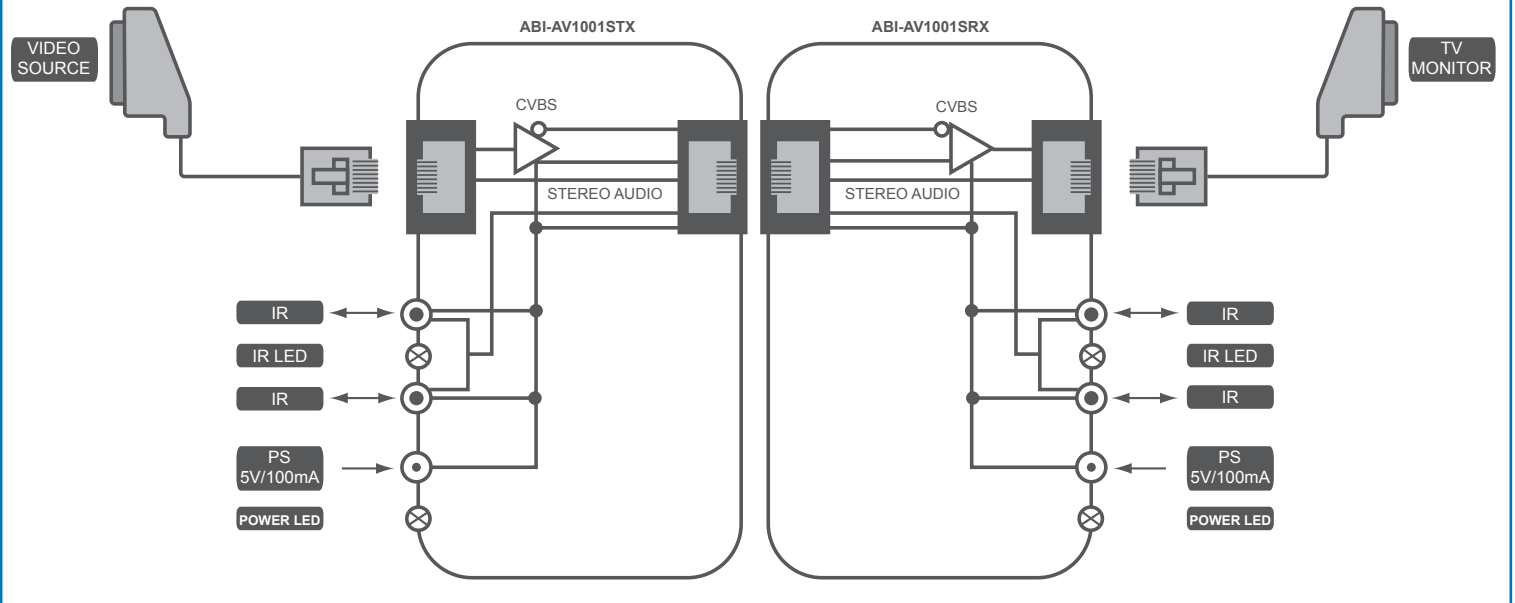 ABI-AV1001STX
ABI-AV1001SRX
VIDEO
SOURCE
TV
MONITOR
CVBS
CVBS
STEREO AUDIO
STEREO AUDIO
IR
IR
IR LED
IR LED
IR
IR
PS
5V/100mA
PS
5V/100mA
POWER LED
POWER LED